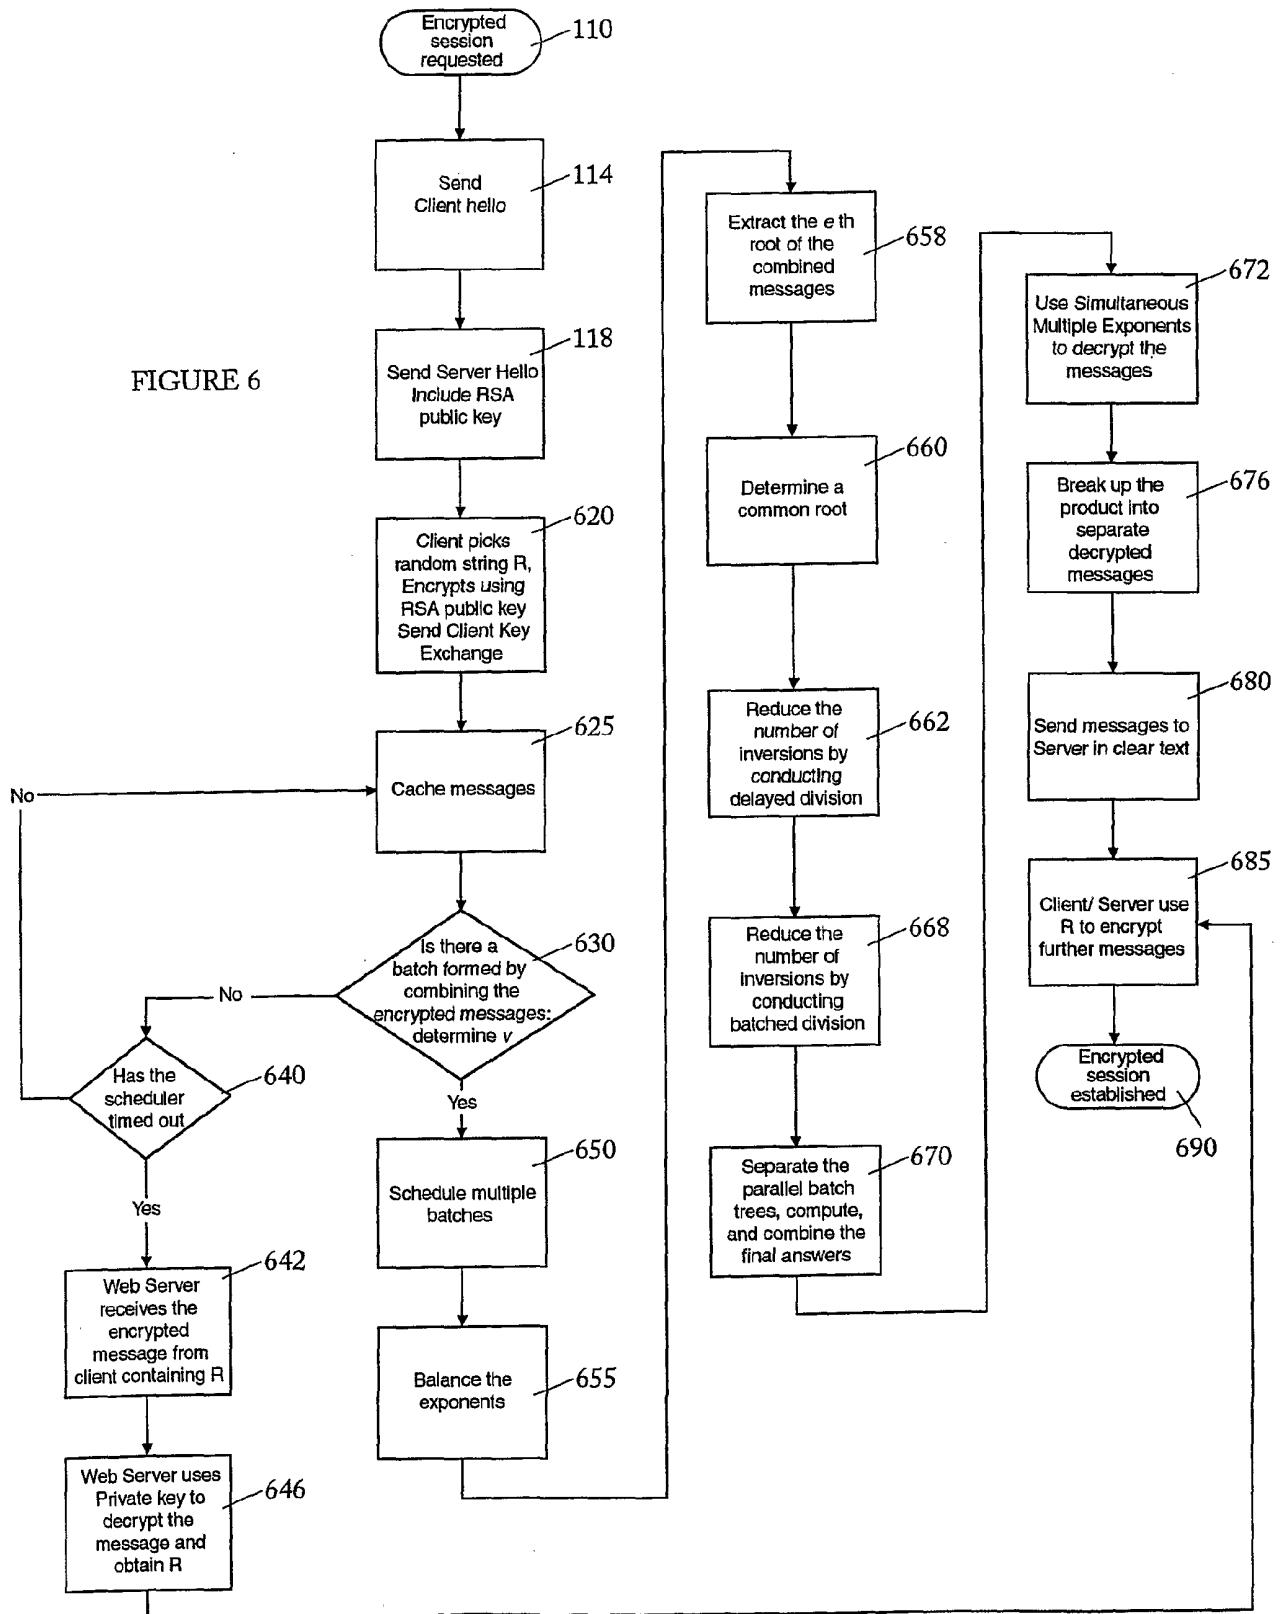 Encrypted
session
requested
110
Send
Client hello
114
FIGURE 6
Send Server Hello
Include RSA
public key
118
Client picks
random string R,
Encrypts using
RSA public key
Send Client Key
Exchange
620
Cache messages
625
No
Is there a
batch formed by
combining the
encrypted messages:
determine v
630
No
Has the
scheduler
timed out
640
Yes
Web Server
receives the
encrypted
message from
client containing R
642
Web Server uses
Private key to
decrypt the
message and
obtain R
646
Yes
Schedule multiple
batches
650
Balance the
exponents
655
Extract the e th
root of the
combined
messages
658
Determine a
common root
660
Reduce the
number of
inversions by
conducting
delayed division
662
Reduce the
number of
inversions by
conducting
batched division
668
Separate the
parallel batch
trees, compute,
and combine the
final answers
670
Use Simultaneous
Multiple Exponents
to decrypt the
messages
672
Break up the
product into
separate
decrypted
messages
676
Send messages to
Server in clear text
680
Client/ Server use
R to encrypt
further messages
685
Encrypted
session
established
690